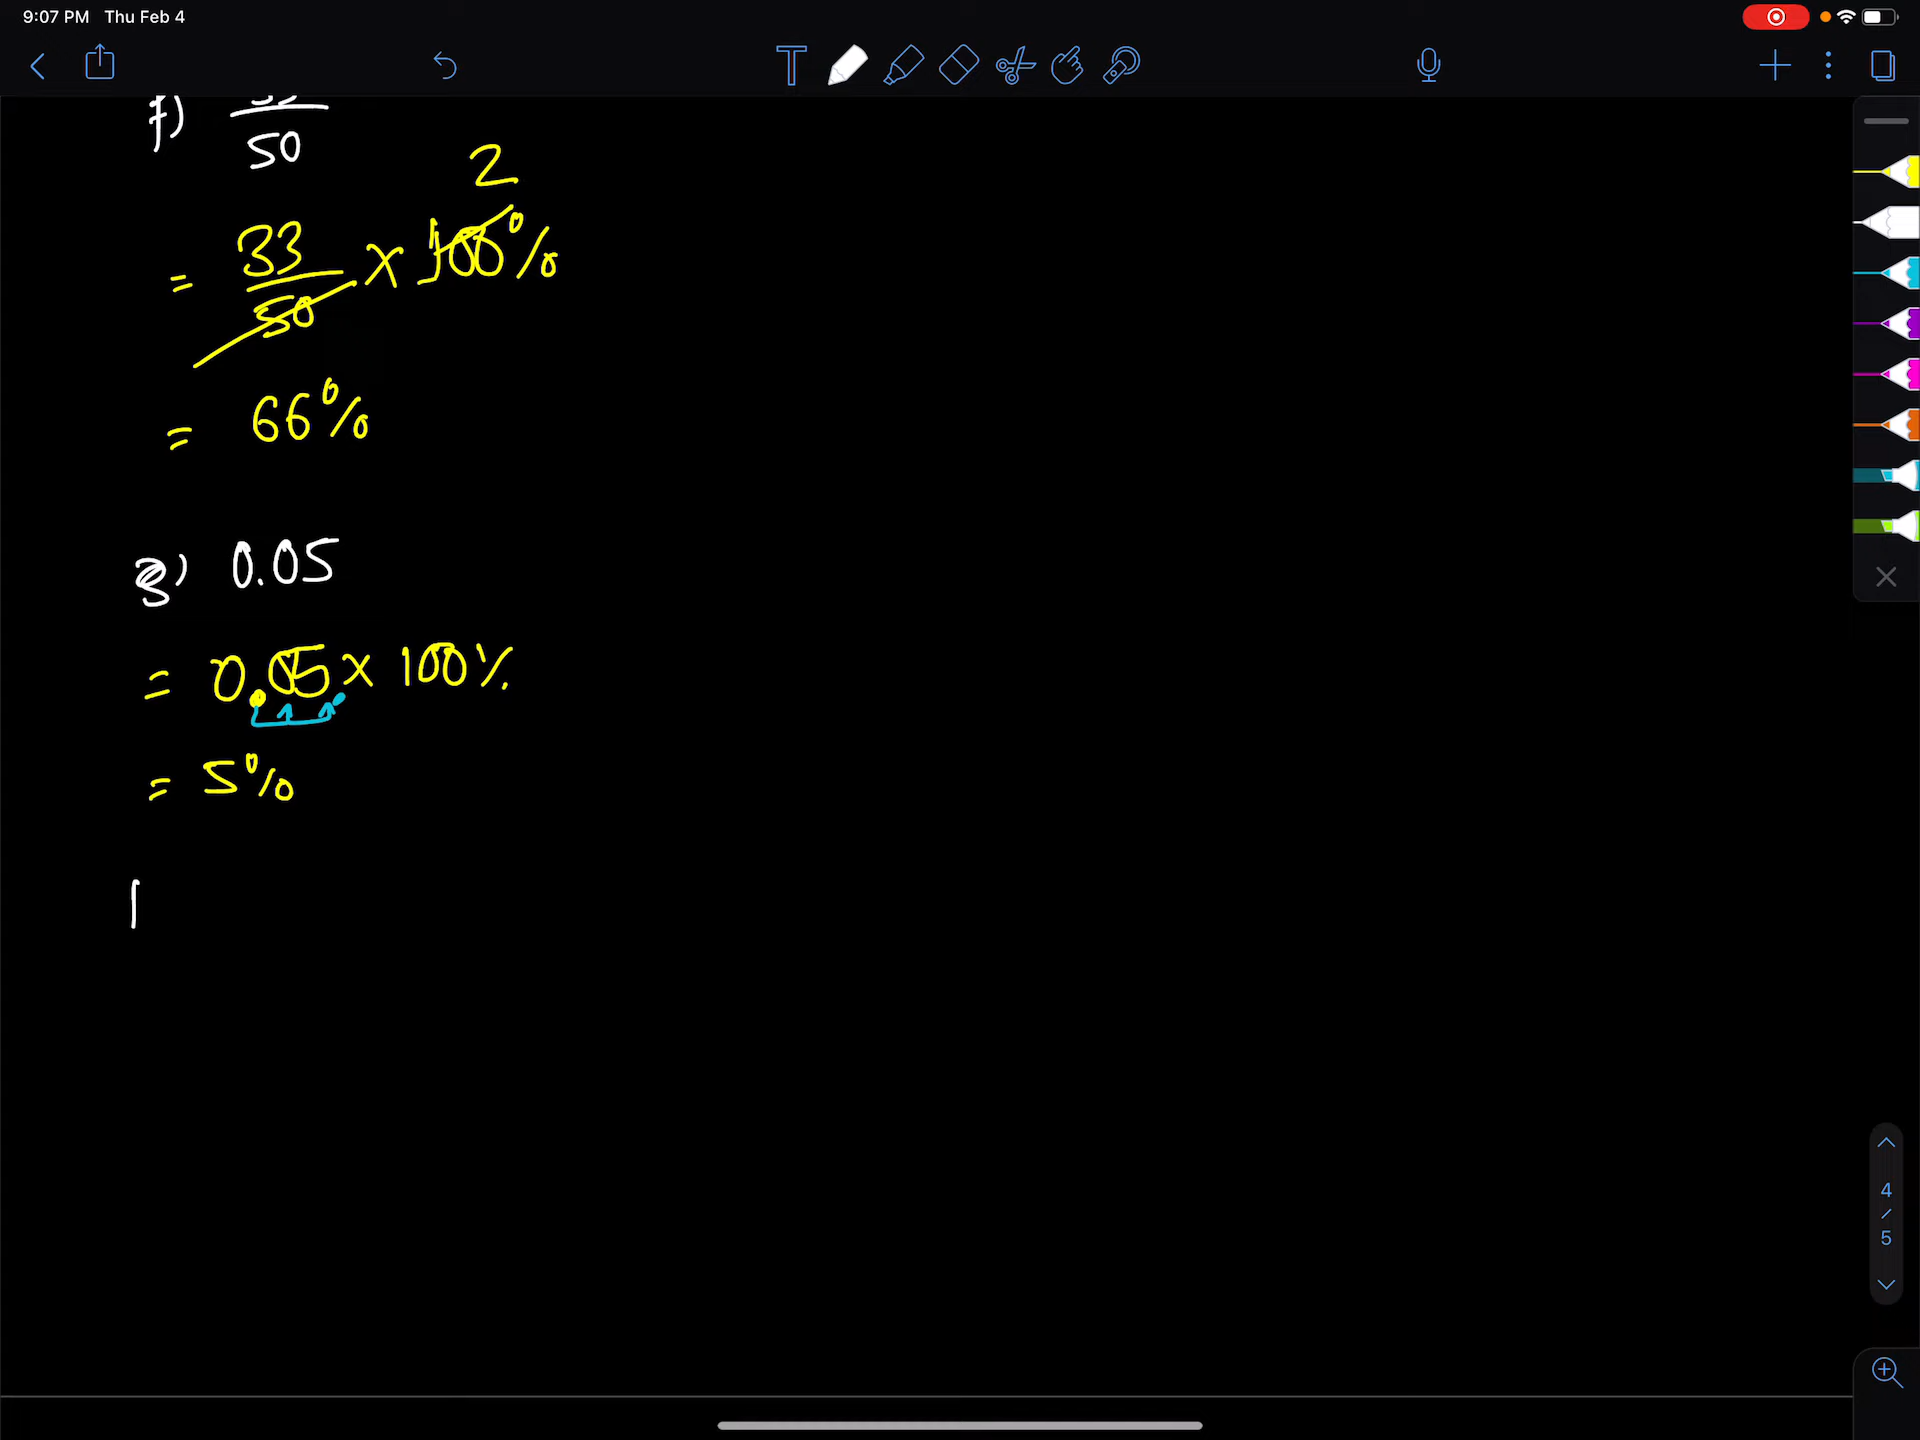 9:07 PM Thu Feb 4
f) 33/50
2
= 33/50 x 100%
= 66%
g) 0.05
= 0.05 x 100%
= 5%
4
/
5